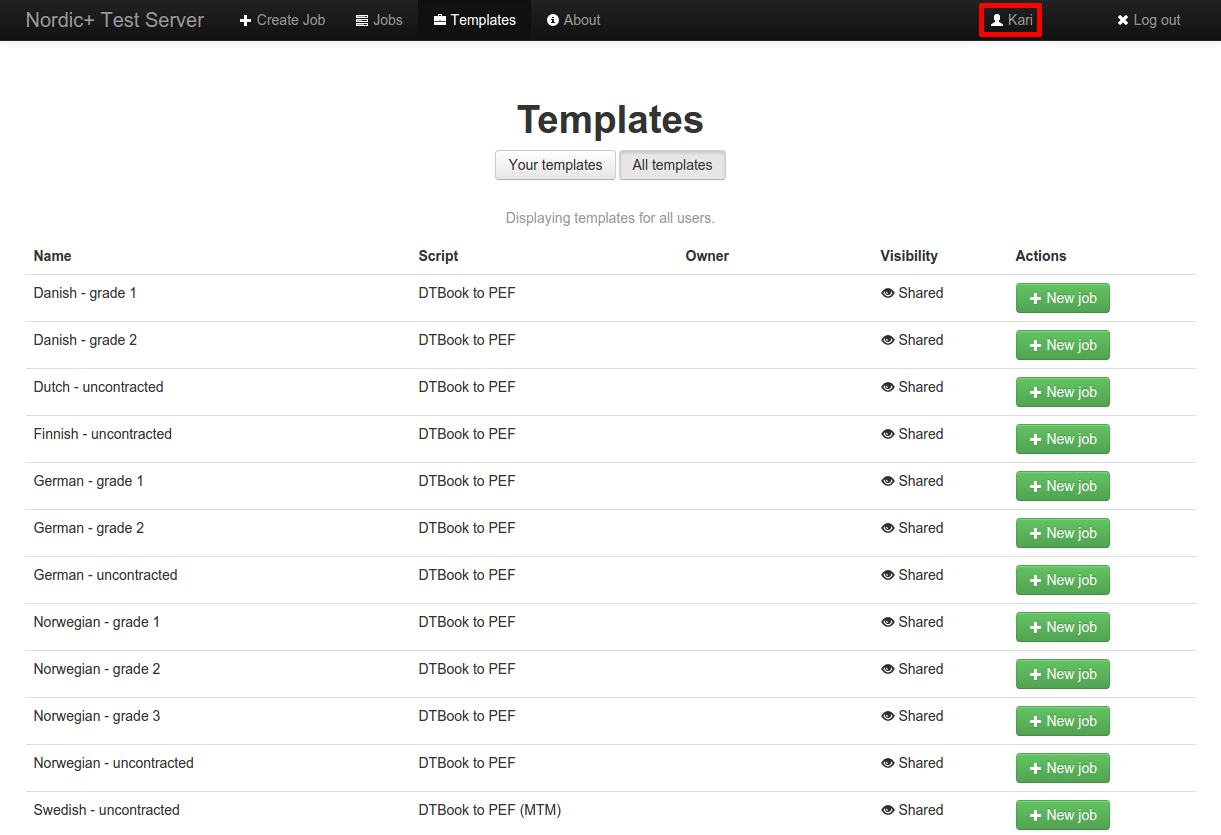 Nordic+ Test Server Create Job Jobs Templates About Kari Log out
Templates
Your templates All templates
Displaying templates for all users.
Name Script Owner Visibility Actions
Danish - grade 1 DTBook to PEF Shared New job
Danish - grade 2 DTBook to PEF Shared New job
Dutch - uncontracted DTBook to PEF Shared New job
Finnish - uncontracted DTBook to PEF Shared New job
German - grade 1 DTBook to PEF Shared New job
German - grade 2 DTBook to PEF Shared New job
German - uncontracted DTBook to PEF Shared New job
Norwegian - grade 1 DTBook to PEF Shared New job
Norwegian - grade 2 DTBook to PEF Shared New job
Norwegian - grade 3 DTBook to PEF Shared New job
Norwegian - uncontracted DTBook to PEF Shared New job
Swedish - uncontracted DTBook to PEF (MTM) Shared New job